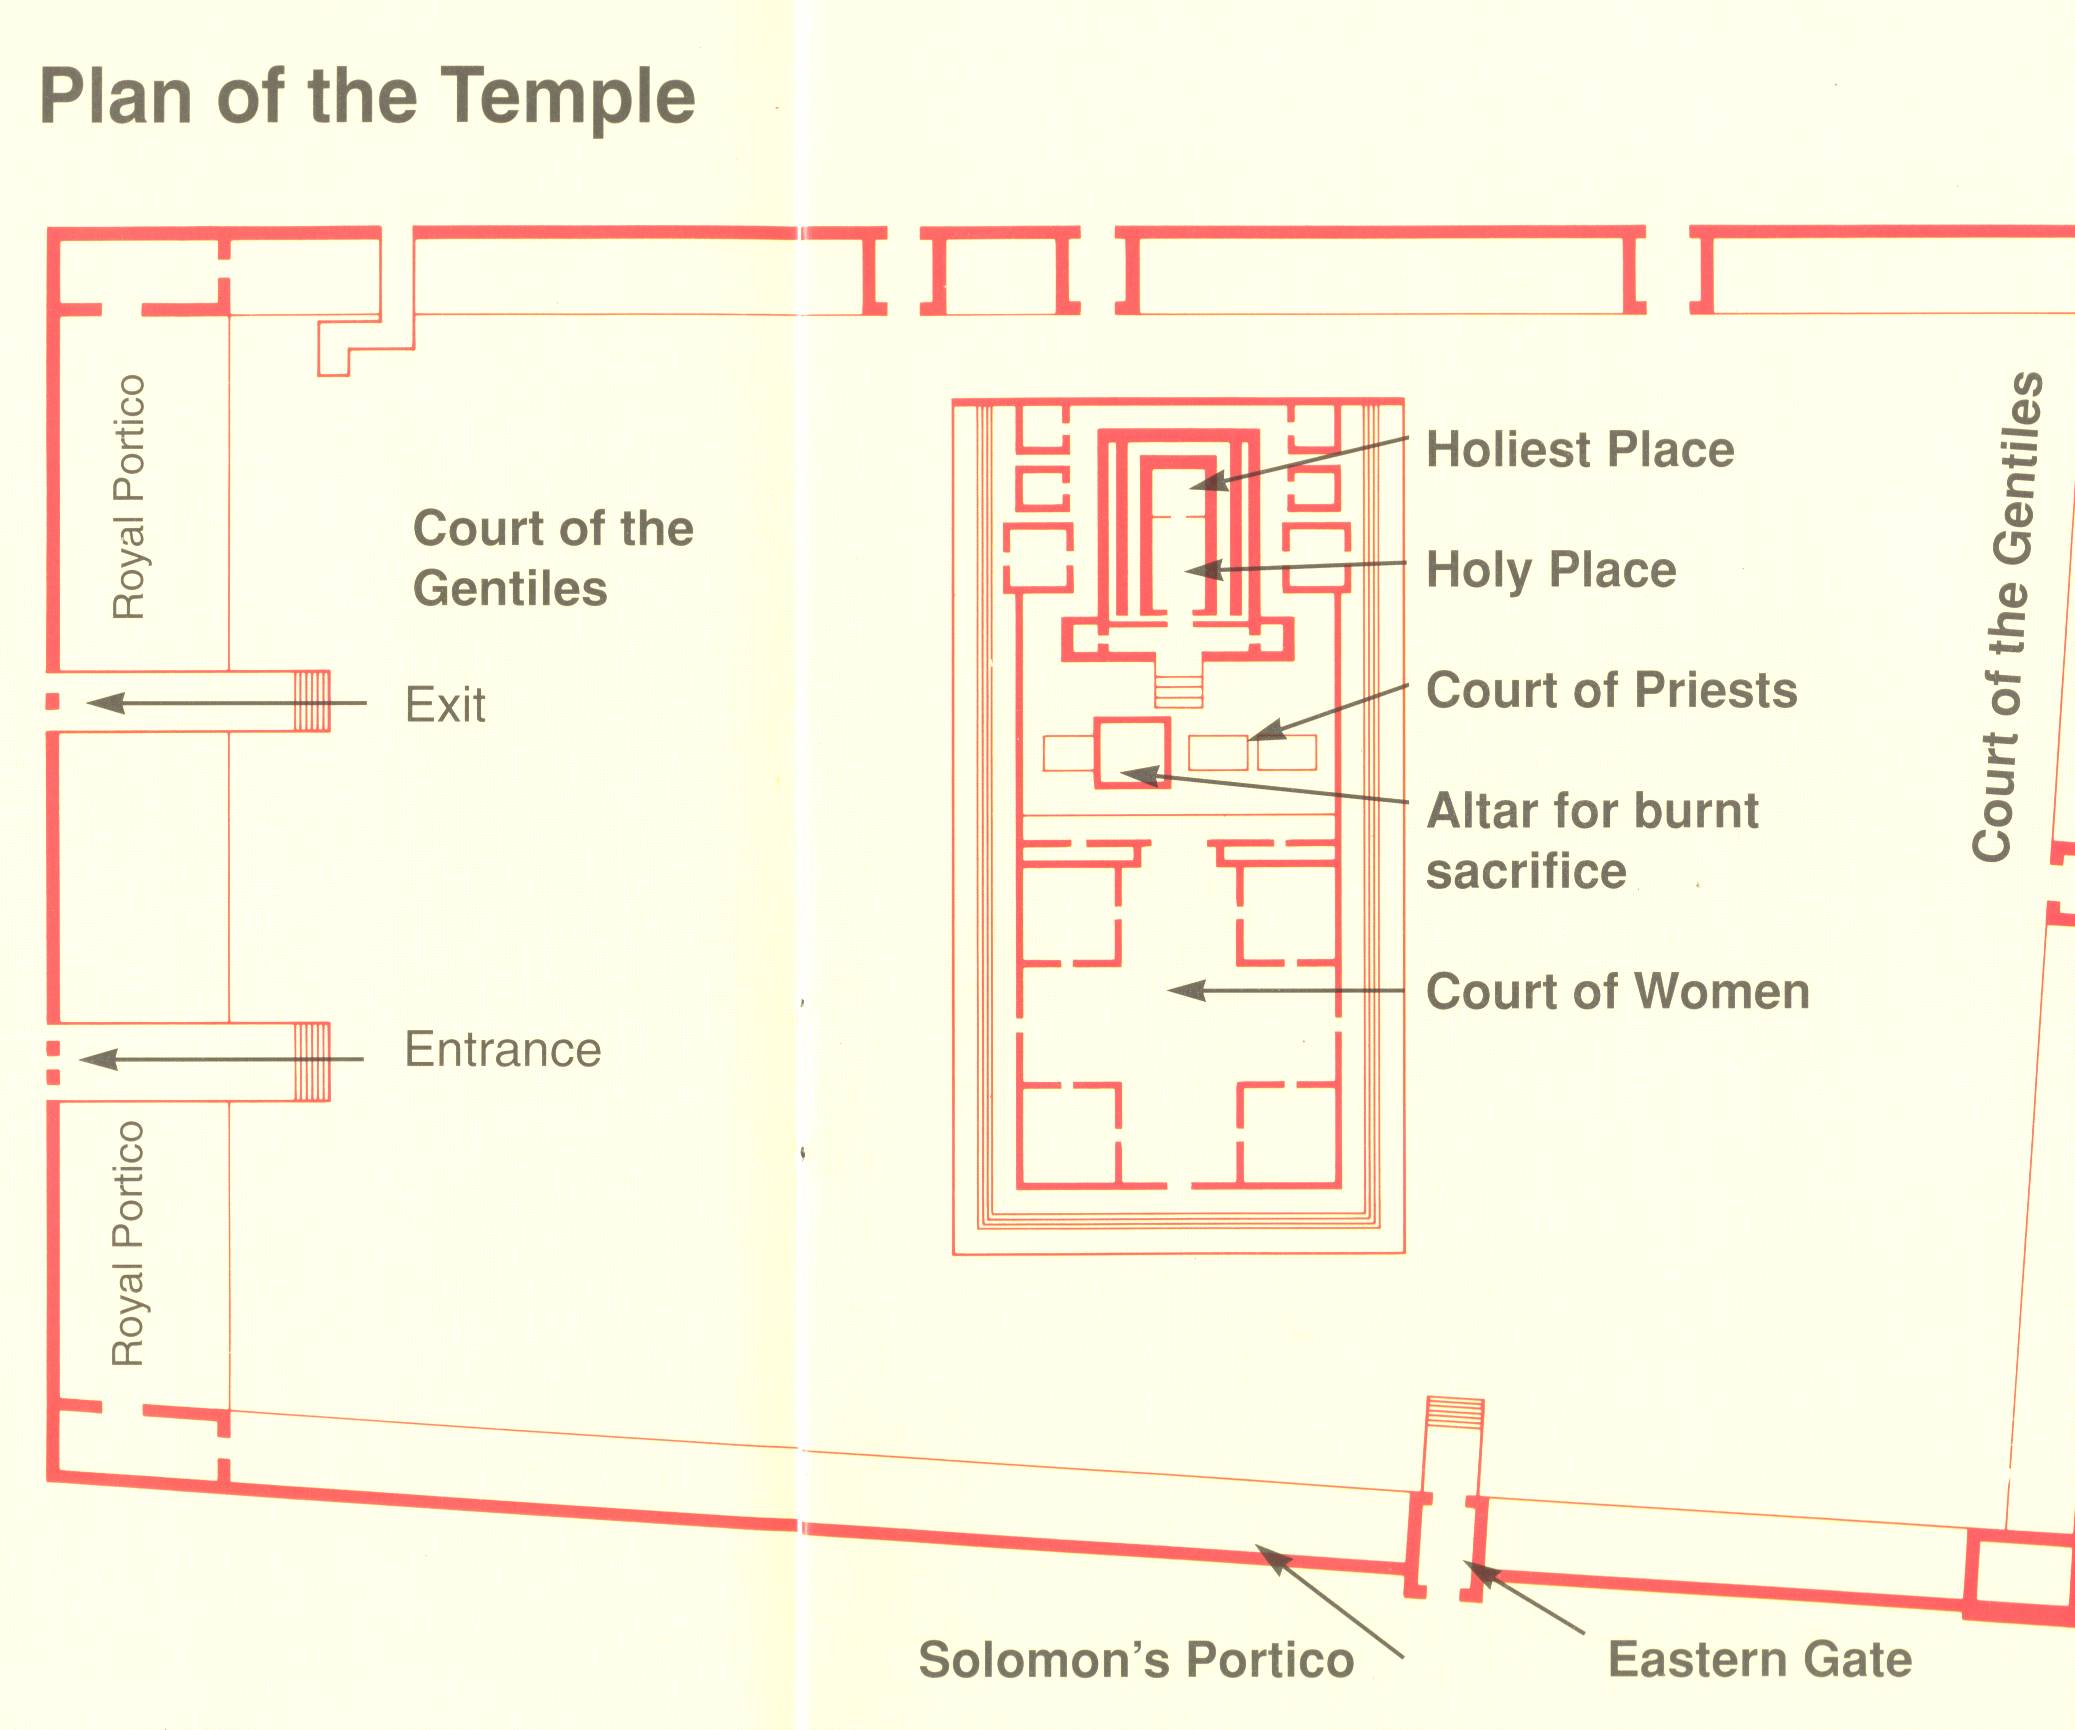 Plan of the Temple
Royal Portico
Court of the
Gentiles
Exit
Entrance
Royal Portico
Holiest Place
Holy Place
Court of Priests
Altar for burnt
sacrifice
Court of Women
Court of the Gentiles
Solomon's Portico
Eastern Gate